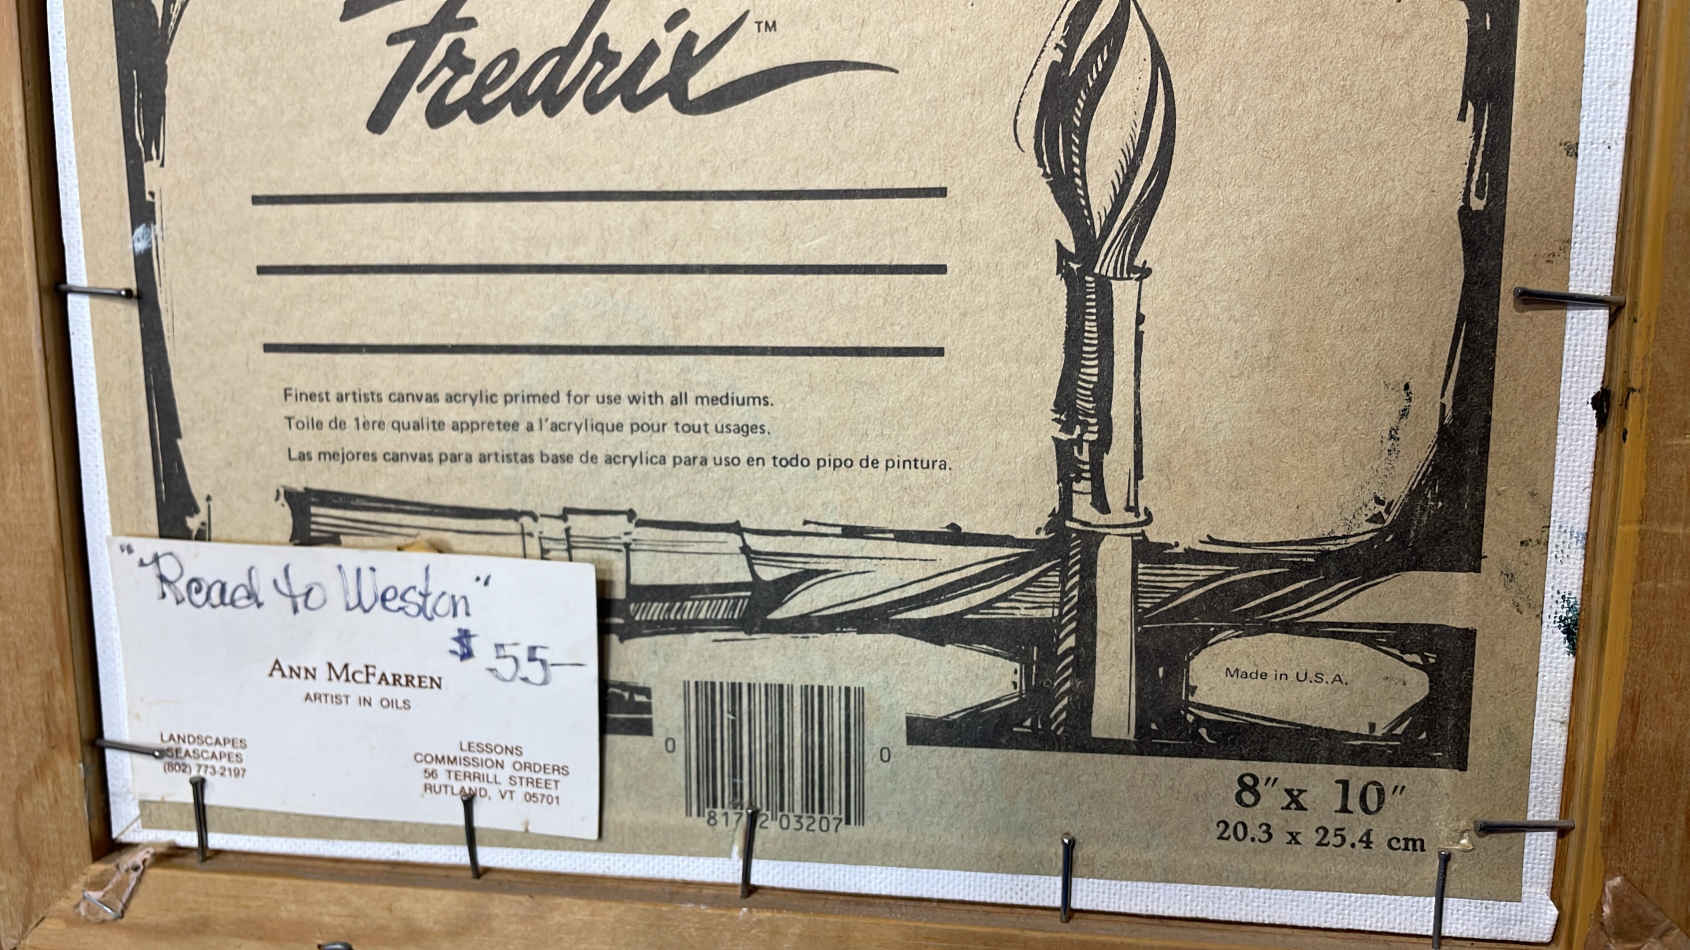 Fredrix™
Finest artists canvas acrylic primed for use with all mediums.
Toile de 1ère qualite appretee a l'acrylique pour tout usages.
Las mejores canvas para artistas base de acrylica para uso en todo pipo de pintura.
"Road to Weston"
$ 55—
ANN MCFARREN
ARTIST IN OILS
LANDSCAPES
SEASCAPES
(802) 773-2197
LESSONS
COMMISSION ORDERS
56 TERRILL STREET
RUTLAND, VT 05701
0 0
2 03207
Made in U.S.A.
8" x 10"
20.3 x 25.4 cm